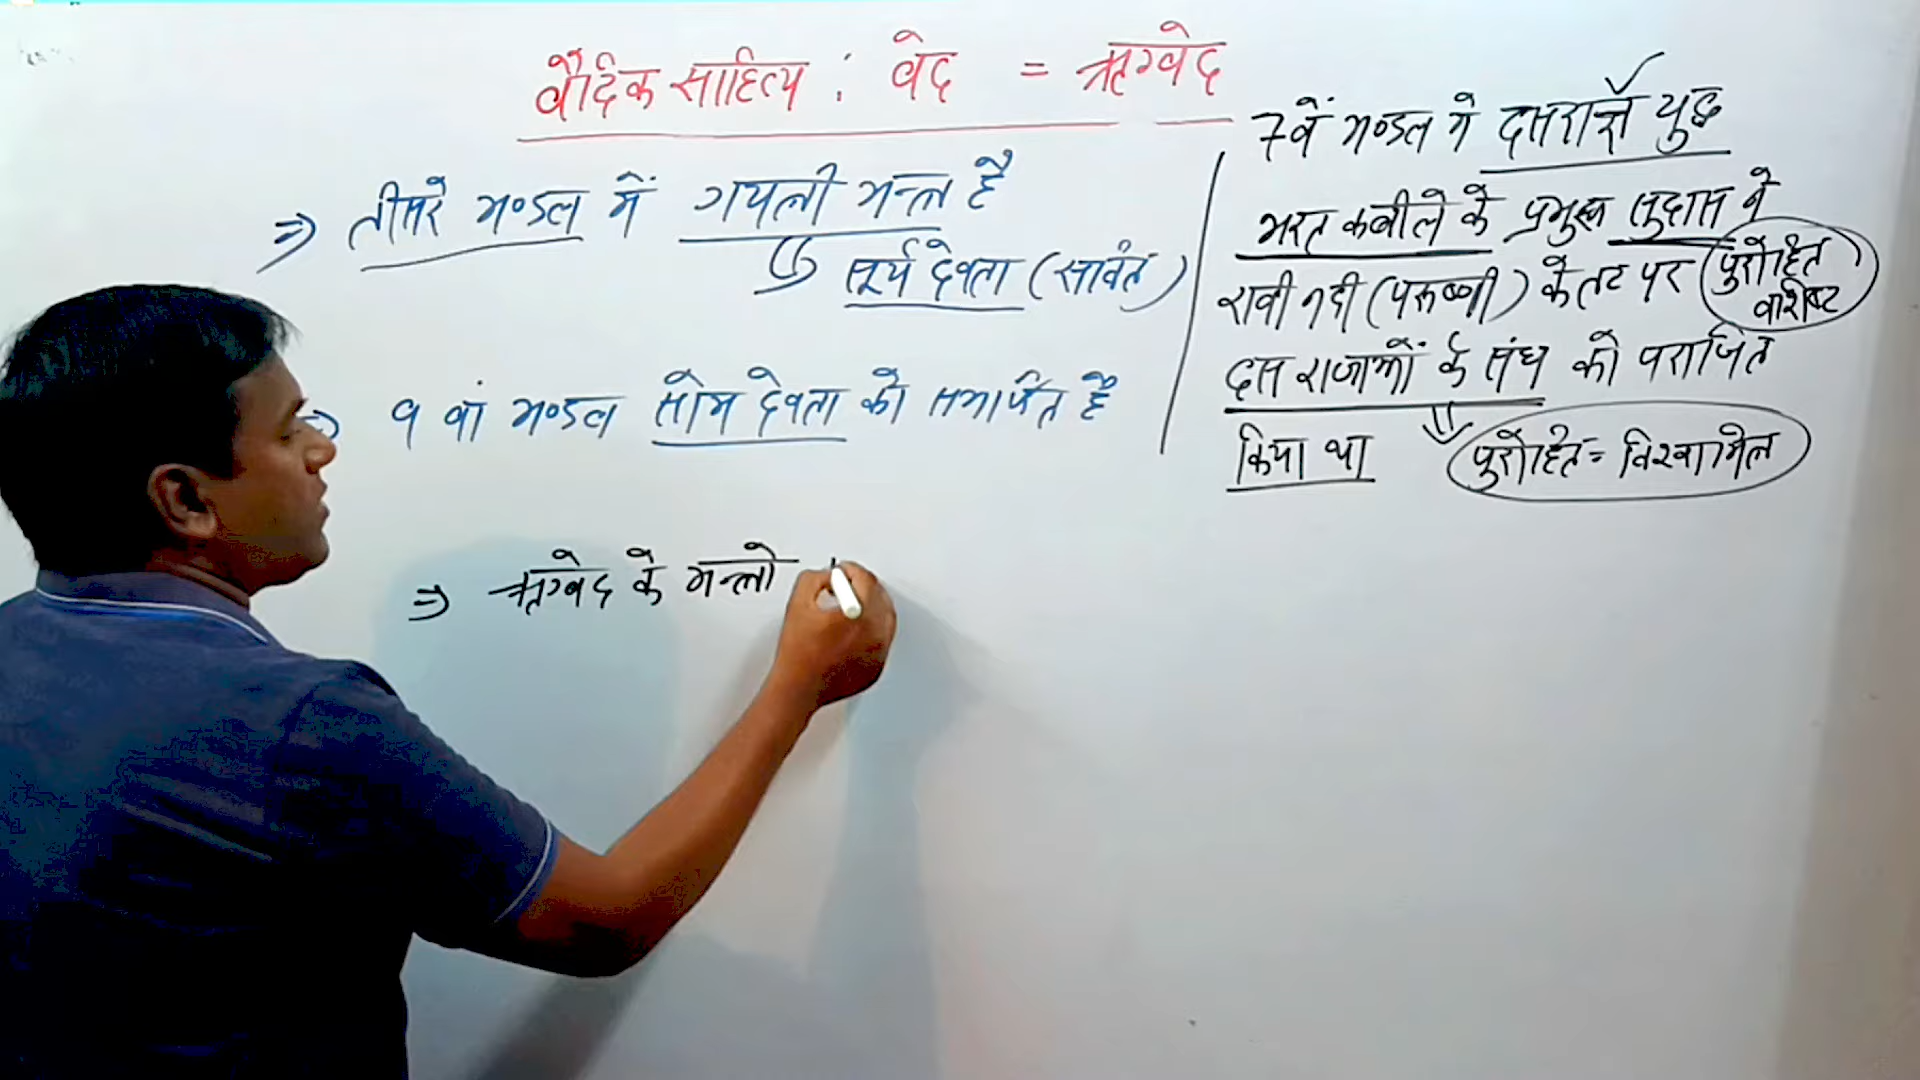 वैदिक साहित्य : वेद = ऋग्वेद
⇒ तीसरे मण्डल में गायत्री मन्त्र है
सूर्य देवता (सावित्र)
⇒ 9 वां मण्डल सोम देवता को समर्पित है
⇒ ऋग्वेद के मन्त्रो
7वें मण्डल मे दसराज्ञ युद्ध
भरत कबीले के प्रमुख सुदास ने
रावी नदी (परुष्णी) के तट पर
पुरोहित
वशिष्ट
दस राजाओं के संघ को पराजित
किया था
पुरोहित = विश्वामित्र